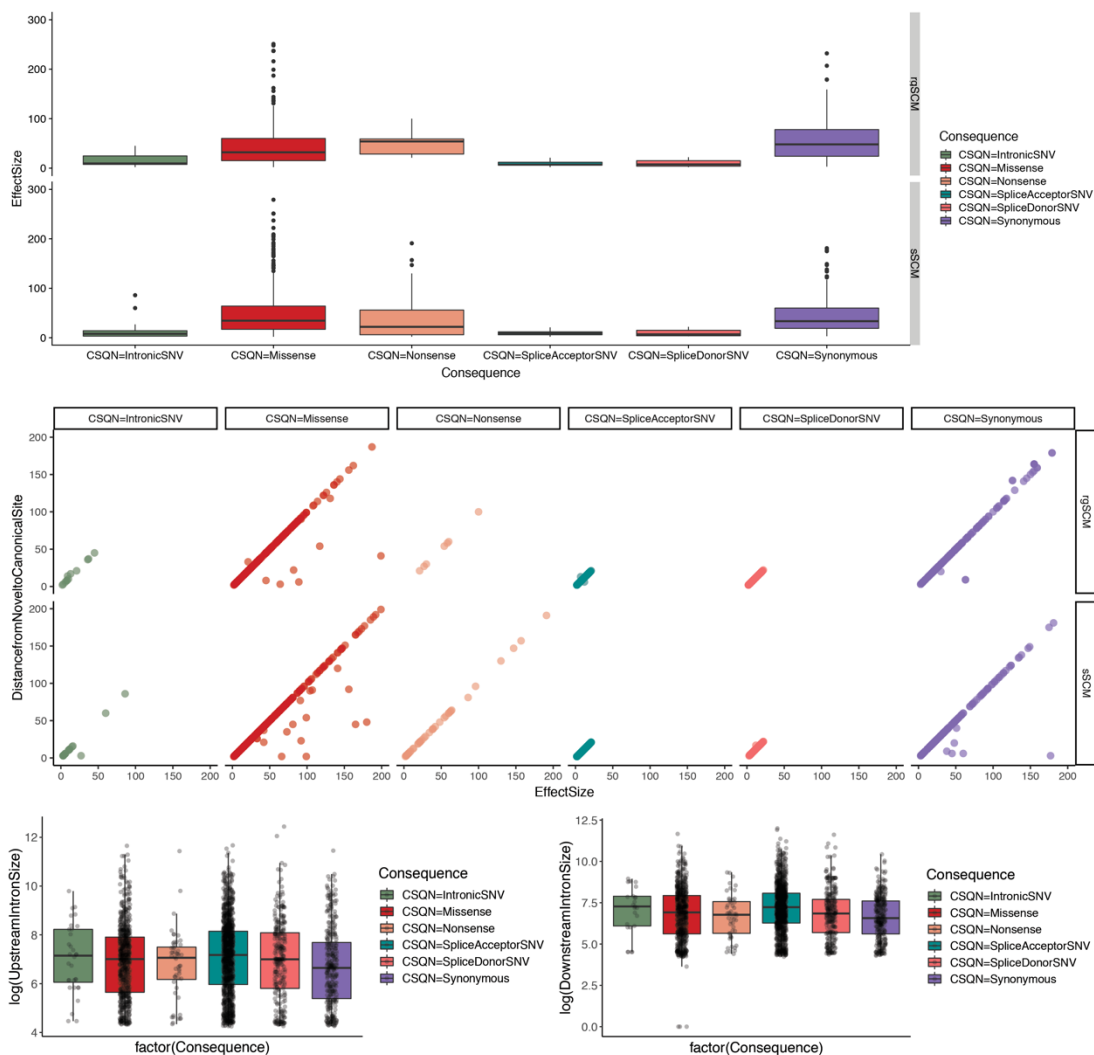 300
200
100
0
rgSCM
300
200
100
0
sSCM
EffectSize
CSQN=IntronicSNV CSQN=Missense CSQN=Nonsense CSQN=SpliceAcceptorSNV CSQN=SpliceDonorSNV CSQN=Synonymous
Consequence
Consequence
CSQN=IntronicSNV
CSQN=Missense
CSQN=Nonsense
CSQN=SpliceAcceptorSNV
CSQN=SpliceDonorSNV
CSQN=Synonymous
CSQN=IntronicSNV CSQN=Missense CSQN=Nonsense CSQN=SpliceAcceptorSNV CSQN=SpliceDonorSNV CSQN=Synonymous
200
150
100
50
0
rgSCM
200
150
100
50
0
sSCM
DistancefromNoveltoCanonicalSite
0 50 100 150 200 0 50 100 150 200 0 50 100 150 200 0 50 100 150 200 0 50 100 150 200 0 50 100 150 200
EffectSize
12
10
8
6
4
log(UpstreamIntronSize)
factor(Consequence)
Consequence
CSQN=IntronicSNV
CSQN=Missense
CSQN=Nonsense
CSQN=SpliceAcceptorSNV
CSQN=SpliceDonorSNV
CSQN=Synonymous
12.5
10.0
7.5
5.0
2.5
0.0
log(DownstreamIntronSize)
factor(Consequence)
Consequence
CSQN=IntronicSNV
CSQN=Missense
CSQN=Nonsense
CSQN=SpliceAcceptorSNV
CSQN=SpliceDonorSNV
CSQN=Synonymous